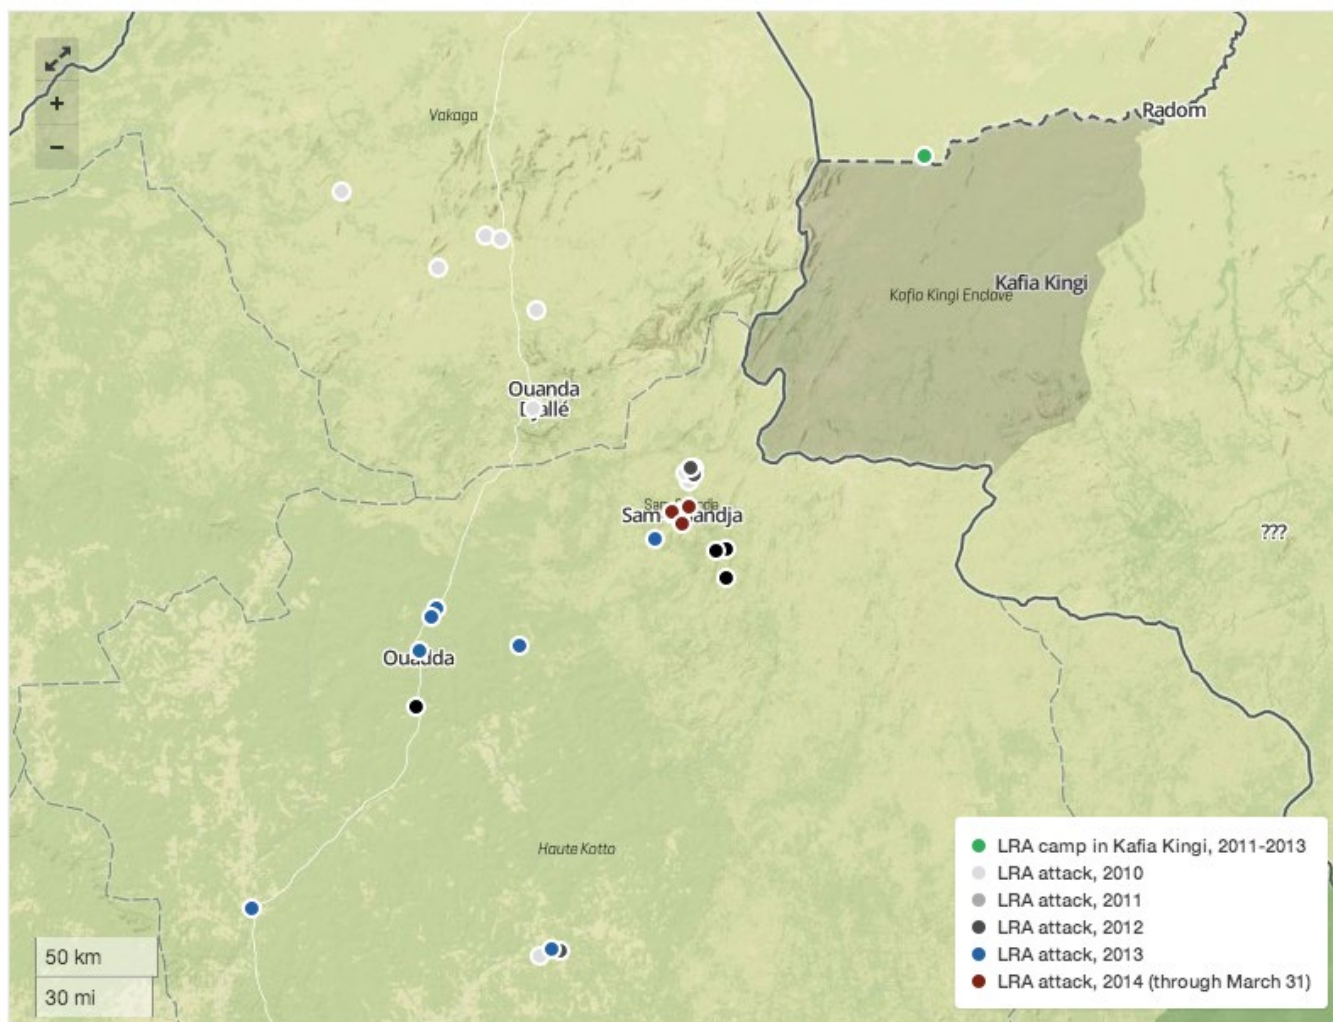 Vakaga
Radom
+
−
Kafia Kingi
Kafia Kingi Enclave
Ouanda
Sam
andja
???
Haute Kotto
LRA camp in Kafia Kingi, 2011-2013
LRA attack, 2010
LRA attack, 2011
LRA attack, 2012
LRA attack, 2013
LRA attack, 2014 (through March 31)
50 km
30 mi